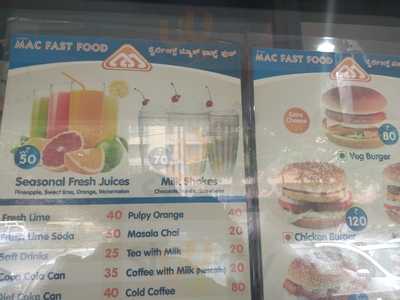 MAC FAST FOOD
50
70
Seasonal Fresh Juices
Pineapple, Sweet lime, Orange, Watermelon
Milk Shakes
Fresh Lime 40
Fresh Lime Soda 50
Soft Drinks 25
Coca Cola Can 35
Diet Coke Can 40
Pulpy Orange 40
Masala Chai 20
Tea with Milk 20
Coffee with Milk 20
Cold Coffee 80
MAC FAST FOOD
Extra Cheese
80
Veg Burger
120
Chicken Burger